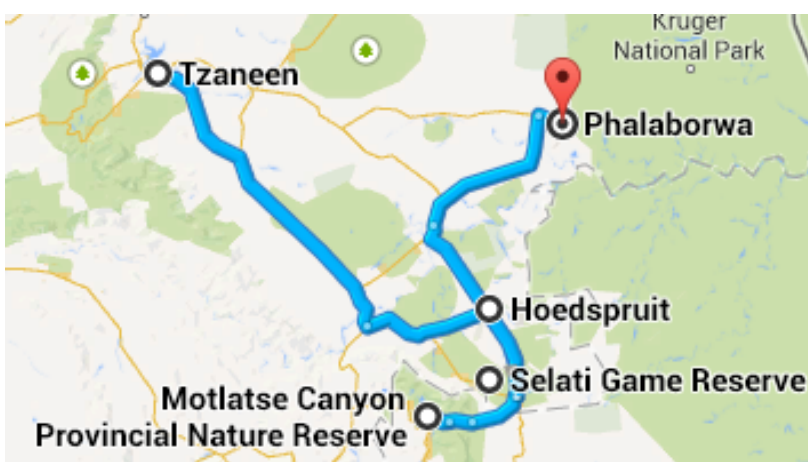 Kruger
National Park
Tzaneen
Phalaborwa
Hoedspruit
Selati Game Reserve
Motlatse Canyon
Provincial Nature Reserve